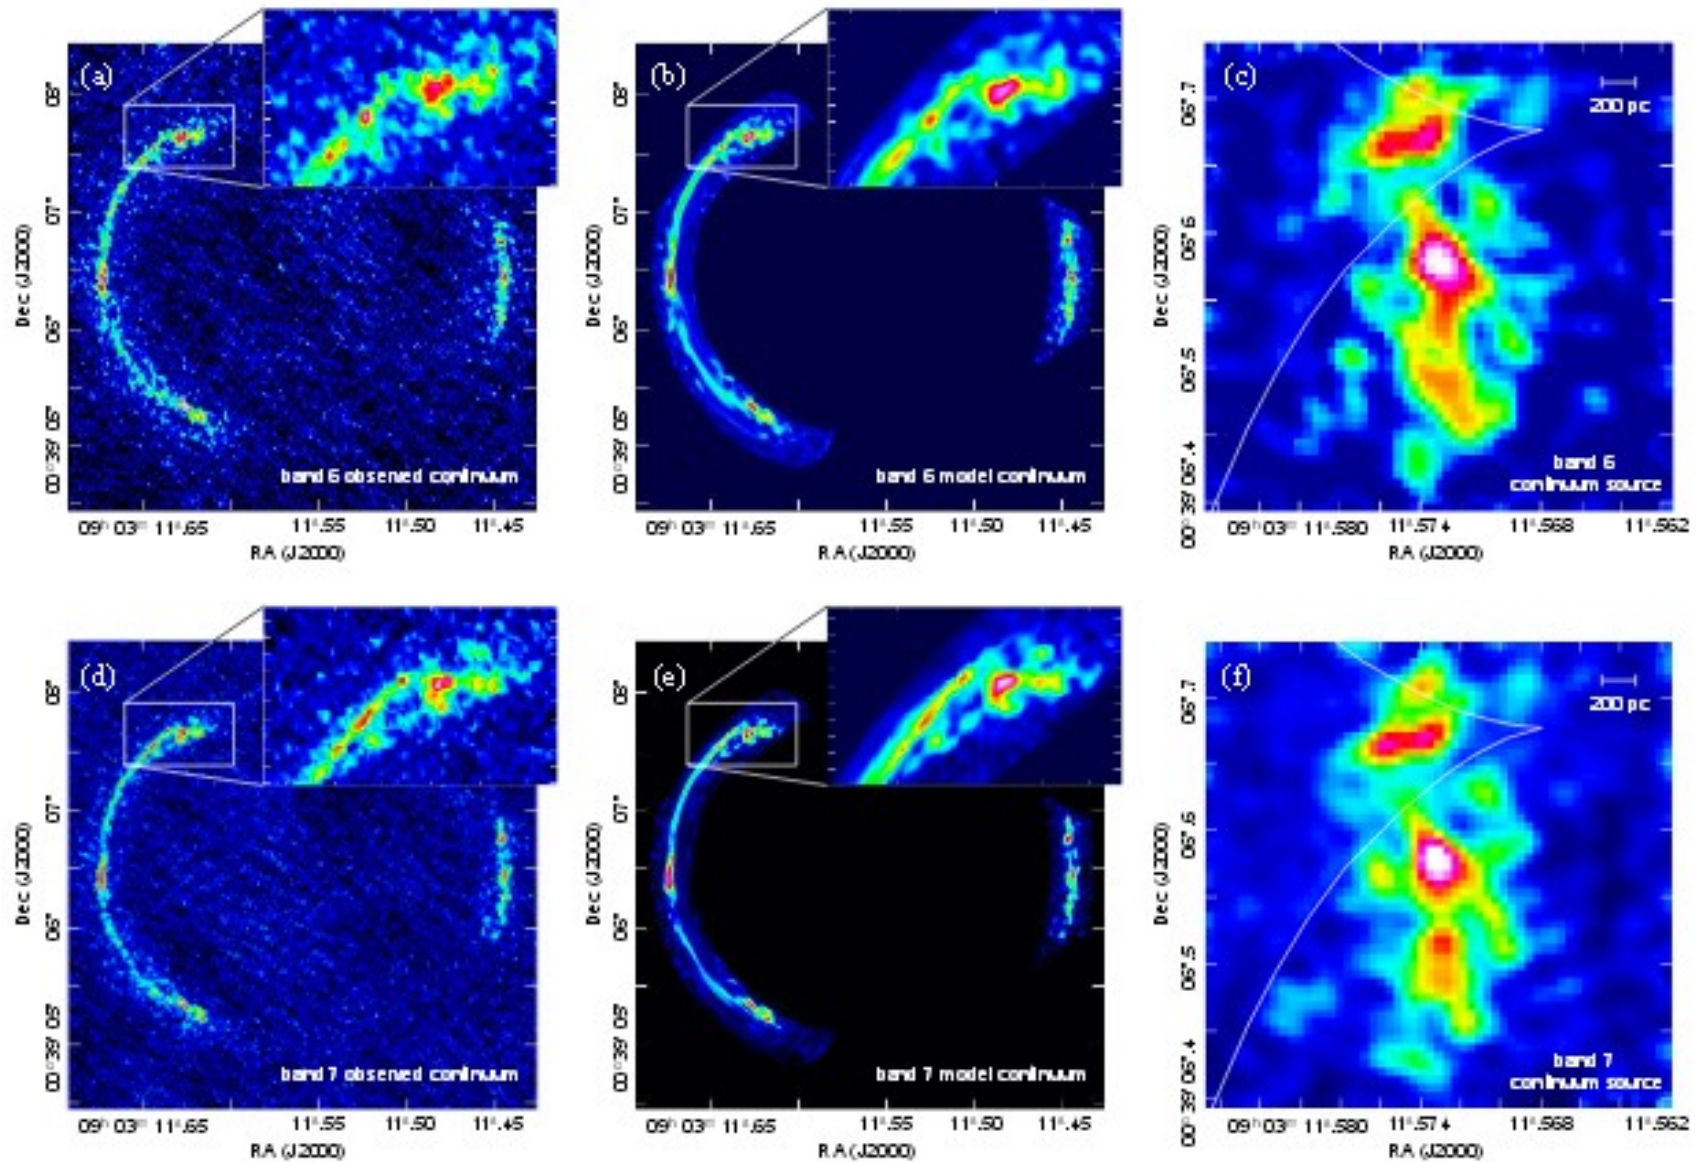 (a)
Dec (J2000)
08"
07"
06"
00°39' 05"
band 6 observed continuum
09h 03m 11s.65
11s.55
11s.50
11s.45
RA (J2000)
(b)
Dec (J2000)
08"
07"
06"
00°39' 05"
band 6 model continuum
09h 03m 11s.65
11s.55
11s.50
11s.45
RA (J2000)
(c)
200 pc
Dec (J2000)
06".7
06".6
06".5
00°39' 06".4
band 6
continuum source
09h 03m 11s.580
11s.574
11s.568
11s.562
RA (J2000)
(d)
Dec (J2000)
08"
07"
06"
00°39' 05"
band 7 observed continuum
09h 03m 11s.65
11s.55
11s.50
11s.45
RA (J2000)
(e)
Dec (J2000)
08"
07"
06"
00°39' 05"
band 7 model continuum
09h 03m 11s.65
11s.55
11s.50
11s.45
RA (J2000)
(f)
200 pc
Dec (J2000)
06".7
06".6
06".5
00°39' 06".4
band 7
continuum source
09h 03m 11s.580
11s.574
11s.568
11s.562
RA (J2000)